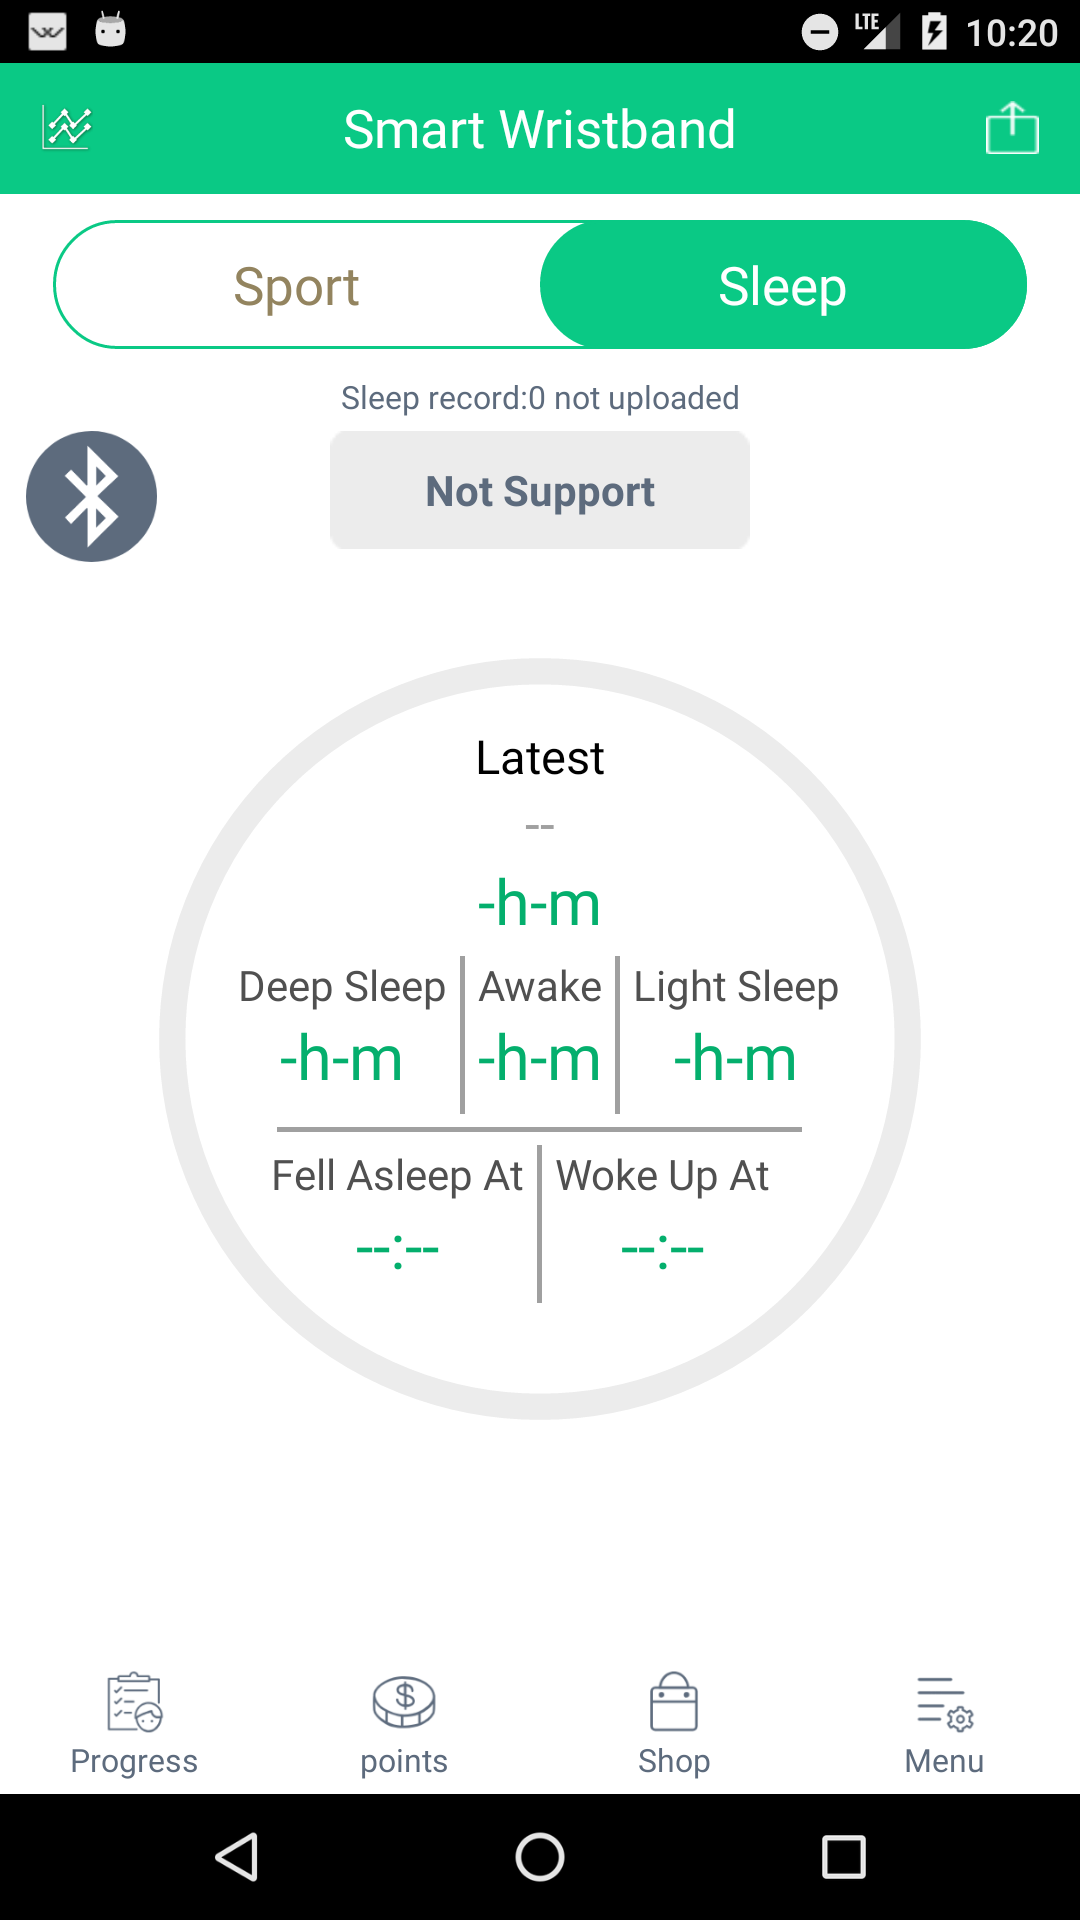 LTE 10:20
Smart Wristband
Sport Sleep
Sleep record:0 not uploaded
Not Support
Latest
--
-h-m
Deep Sleep Awake Light Sleep
-h-m -h-m -h-m
Fell Asleep At Woke Up At
--:-- --:--
Progress points Shop Menu